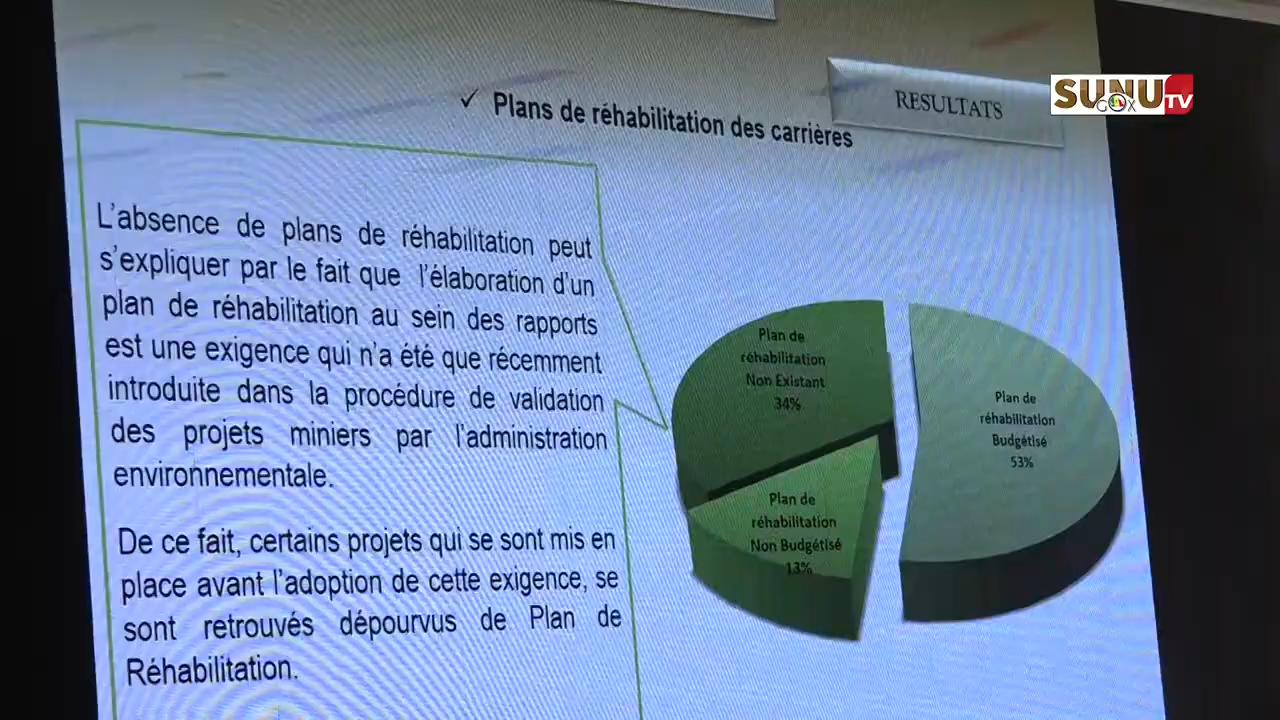 SUNU
GOX
TV
RESULTATS
✓ Plans de réhabilitation des carrières
L'absence de plans de réhabilitation peut
s'expliquer par le fait que l'élaboration d'un
plan de réhabilitation au sein des rapports
est une exigence qui n'a été que récemment
introduite dans la procédure de validation
des projets miniers par l'administration
environnementale.
De ce fait, certains projets qui se sont mis en
place avant l'adoption de cette exigence, se
sont retrouvés dépourvus de Plan de
Réhabilitation.
Plan de
réhabilitation
Non Existant
34%
Plan de
réhabilitation
Budgétisé
53%
Plan de
réhabilitation
Non Budgétisé
13%